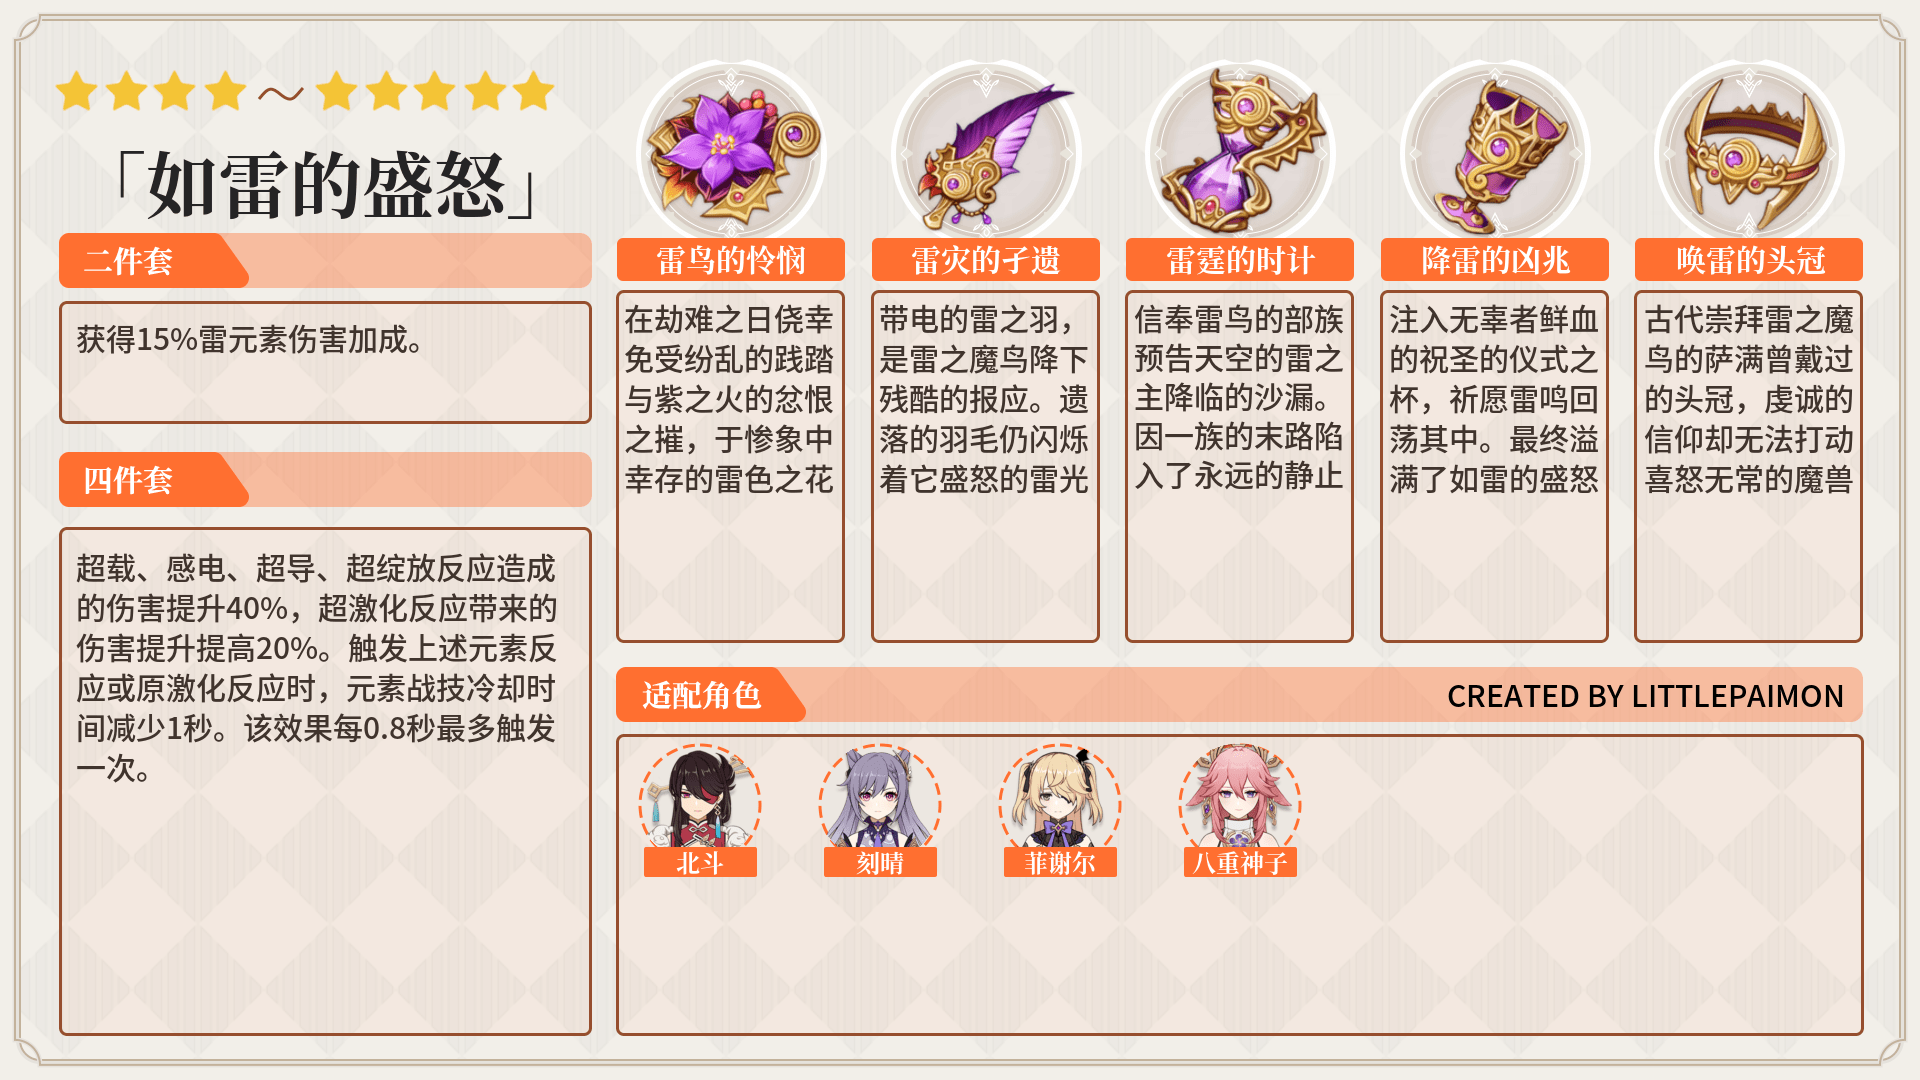 「如雷的盛怒」
二件套
获得15%雷元素伤害加成。
四件套
超载、感电、超导、超绽放反应造成
的伤害提升40%，超激化反应带来的
伤害提升提高20%。触发上述元素反
应或原激化反应时，元素战技冷却时
间减少1秒。该效果每0.8秒最多触发
一次。
雷鸟的怜悯
在劫难之日侥幸
免受纷乱的践踏
与紫之火的忿恨
之摧，于惨象中
幸存的雷色之花
雷灾的孑遗
带电的雷之羽，
是雷之魔鸟降下
残酷的报应。遗
落的羽毛仍闪烁
着它盛怒的雷光
雷霆的时计
信奉雷鸟的部族
预告天空的雷之
主降临的沙漏。
因一族的末路陷
入了永远的静止
降雷的凶兆
注入无辜者鲜血
的祝圣的仪式之
杯，祈愿雷鸣回
荡其中。最终溢
满了如雷的盛怒
唤雷的头冠
古代崇拜雷之魔
鸟的萨满曾戴过
的头冠，虔诚的
信仰却无法打动
喜怒无常的魔兽
适配角色
CREATED BY LITTLEPAIMON
北斗
刻晴
菲谢尔
八重神子